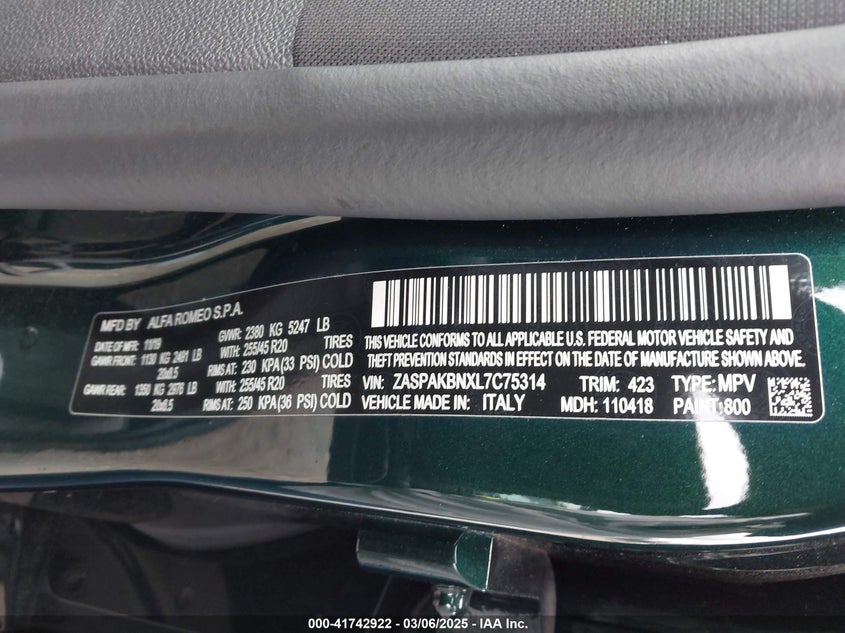 MFD BY ALFA ROMEO S.P.A.
DATE OF MFR: 11/19 GVWR: 2380 KG 5247 LB
GAWR FRONT: 1130 KG 2491 LB WITH: 255/45 R20 TIRES
20x8.5 RIMS AT: 230 KPA (33 PSI) COLD
GAWR REAR: 1350 KG 2976 LB WITH: 255/45 R20 TIRES
20x8.5 RIMS AT: 250 KPA (36 PSI) COLD
THIS VEHICLE CONFORMS TO ALL APPLICABLE U.S. FEDERAL MOTOR VEHICLE SAFETY AND
THEFT PREVENTION STANDARDS IN EFFECT ON THE DATE OF MANUFACTURE SHOWN ABOVE.
VIN: ZASPAKBNXL7C75314 TRIM: 423 TYPE: MPV
VEHICLE MADE IN: ITALY MDH: 110418 PAINT: 800
000-41742922 - 03/06/2025 - IAA Inc.